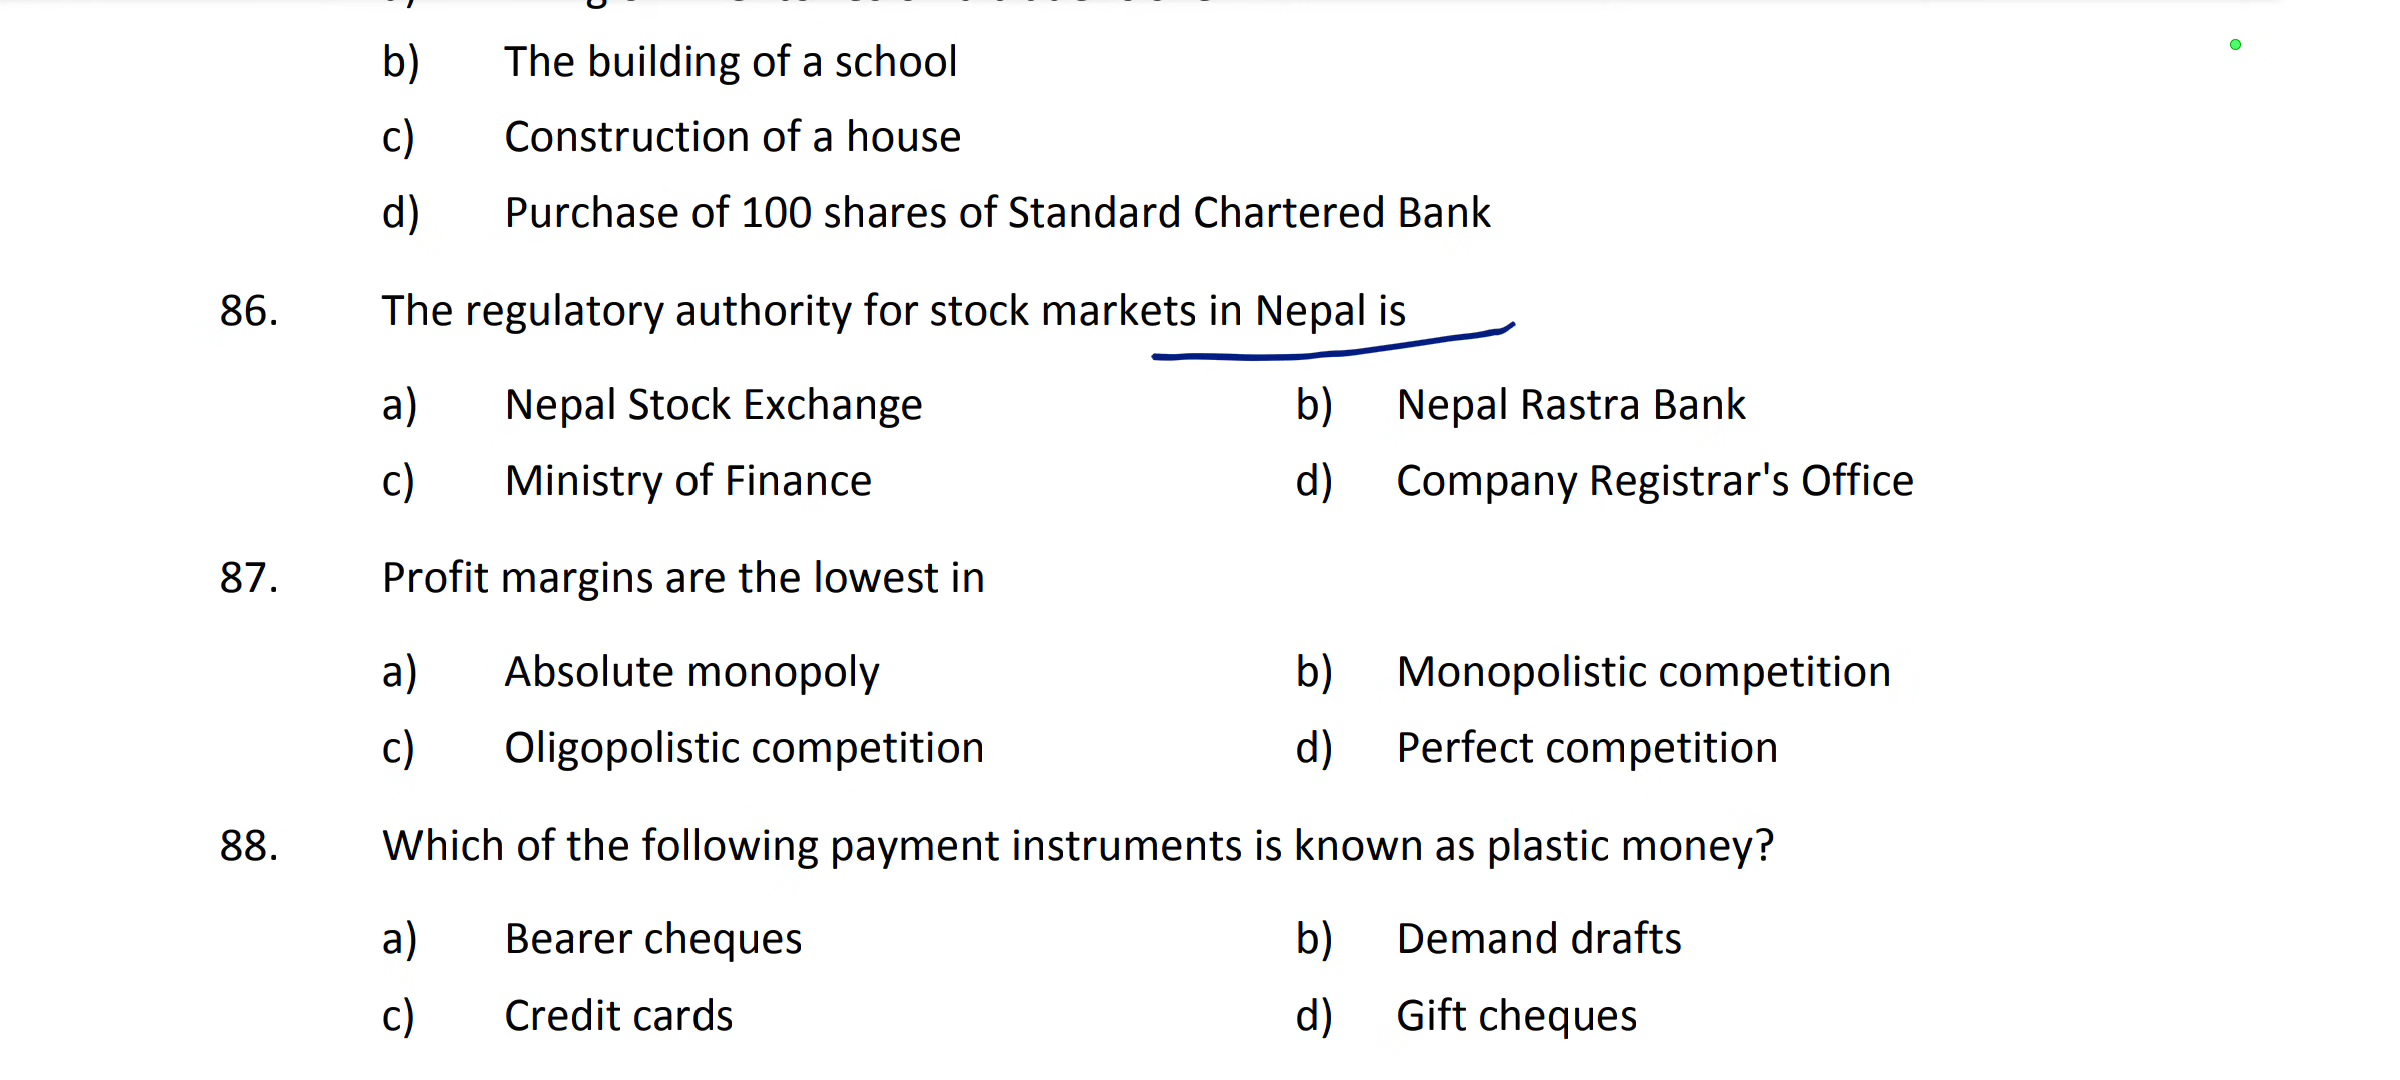 b) The building of a school
c) Construction of a house
d) Purchase of 100 shares of Standard Chartered Bank
86. The regulatory authority for stock markets in Nepal is
a) Nepal Stock Exchange b) Nepal Rastra Bank
c) Ministry of Finance d) Company Registrar's Office
87. Profit margins are the lowest in
a) Absolute monopoly b) Monopolistic competition
c) Oligopolistic competition d) Perfect competition
88. Which of the following payment instruments is known as plastic money?
a) Bearer cheques b) Demand drafts
c) Credit cards d) Gift cheques